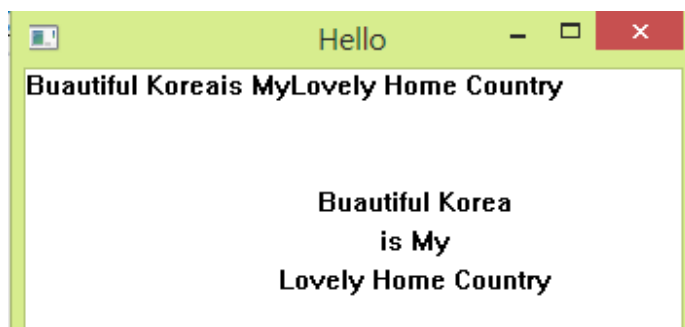 Hello
Buautiful Koreais MyLovely Home Country
Buautiful Korea
is My
Lovely Home Country